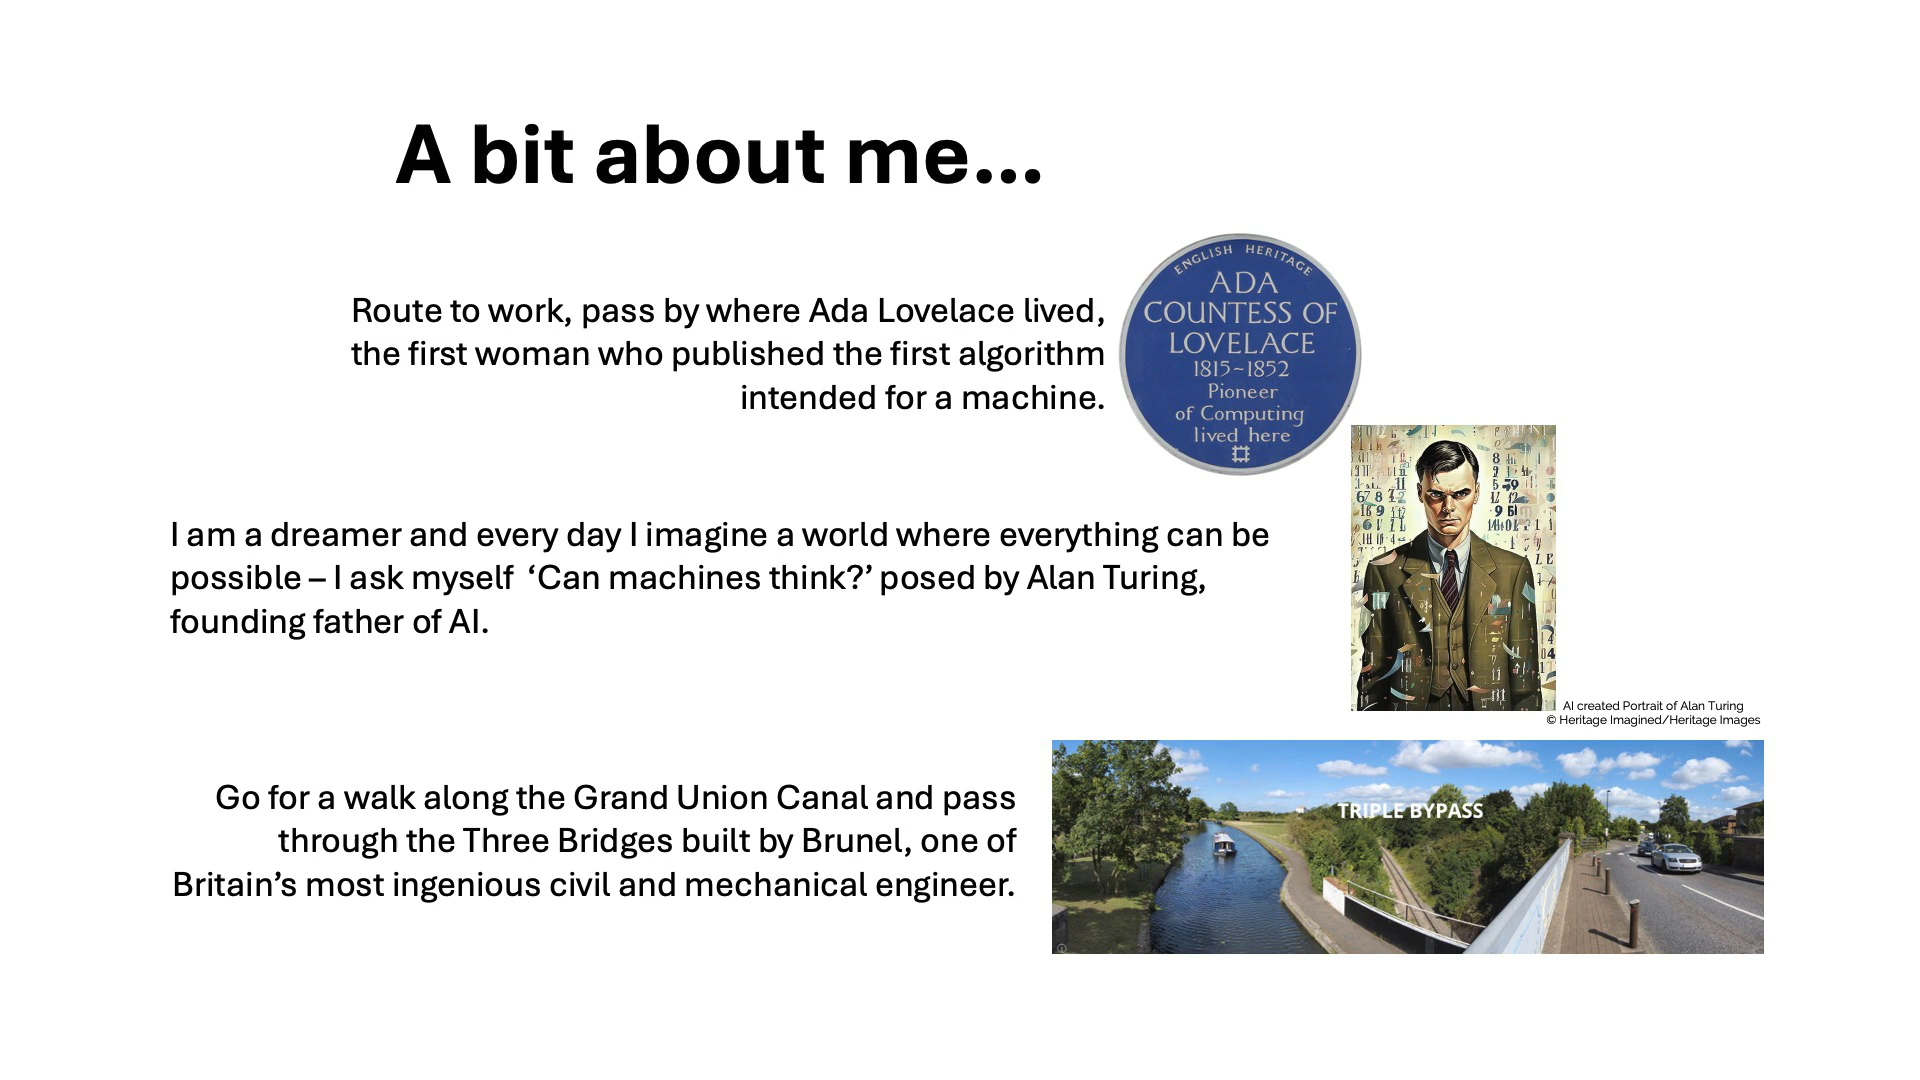 A bit about me...
Route to work, pass by where Ada Lovelace lived,
the first woman who published the first algorithm
intended for a machine.
ENGLISH HERITAGE
ADA
COUNTESS OF
LOVELACE
1815~1852
Pioneer
of Computing
lived here
I am a dreamer and every day I imagine a world where everything can be
possible – I ask myself  ‘Can machines think?’ posed by Alan Turing,
founding father of AI.
AI created Portrait of Alan Turing
© Heritage Imagined/Heritage Images
Go for a walk along the Grand Union Canal and pass
through the Three Bridges built by Brunel, one of
Britain’s most ingenious civil and mechanical engineer.
TRIPLE BYPASS